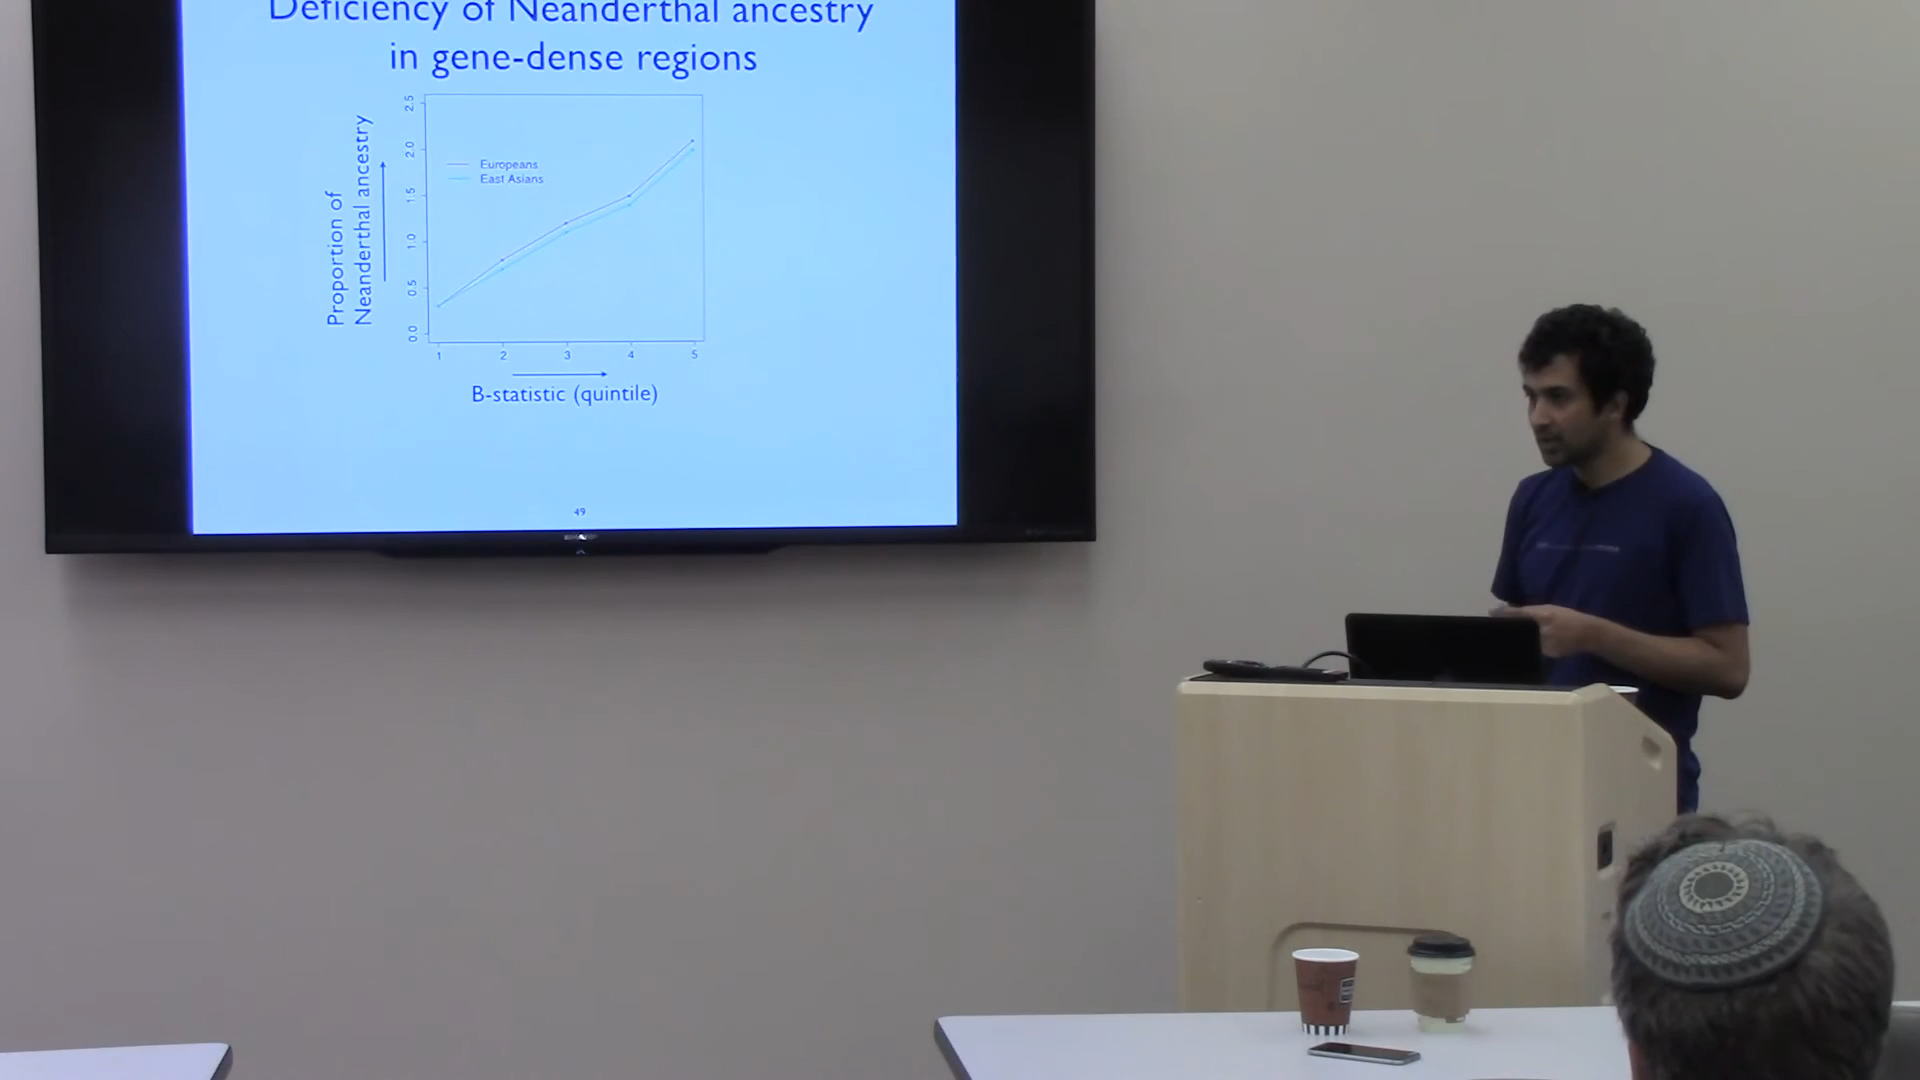 Deficiency of Neanderthal ancestry
in gene-dense regions
Proportion of
Neanderthal ancestry
2.5
2.0
1.5
1.0
0.5
0.0
Europeans
East Asians
1 2 3 4 5
B-statistic (quintile)
49